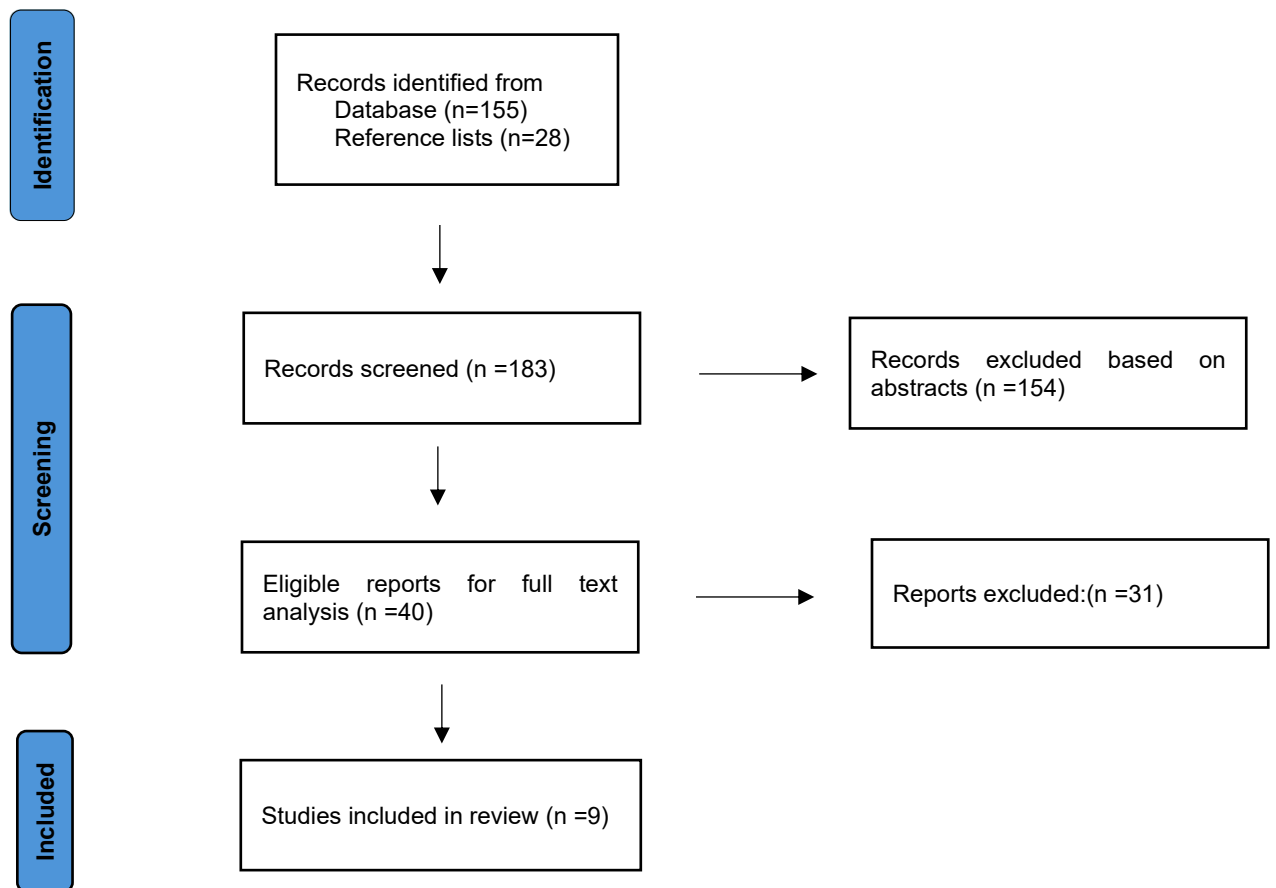 Identification
Records identified from
Database (n=155)
Reference lists (n=28)
Screening
Records screened (n =183)
Records excluded based on
abstracts (n =154)
Eligible reports for full text
analysis (n =40)
Reports excluded:(n =31)
Included
Studies included in review (n =9)